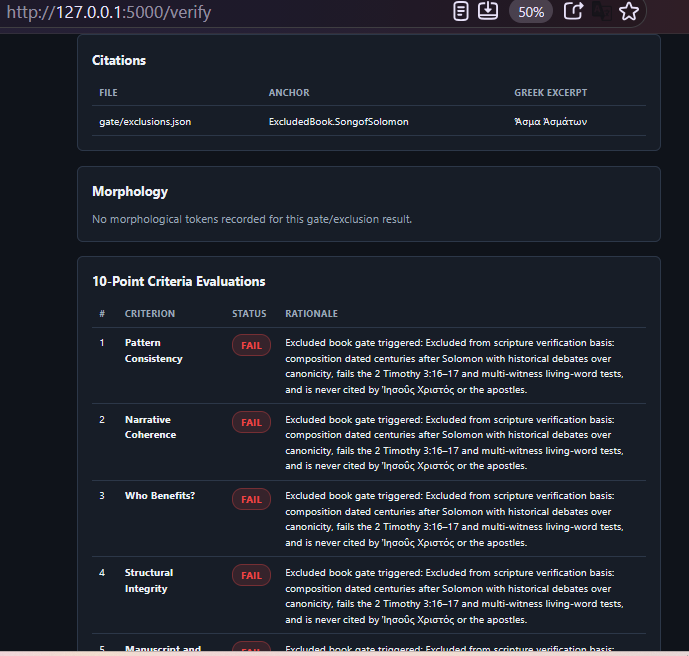 http://127.0.0.1:5000/verify
50%
Citations
FILE ANCHOR GREEK EXCERPT
gate/exclusions.json ExcludedBook.SongofSolomon Ἆσμα Ἀσμάτων
Morphology
No morphological tokens recorded for this gate/exclusion result.
10-Point Criteria Evaluations
# CRITERION STATUS RATIONALE
1 Pattern Consistency FAIL Excluded book gate triggered: Excluded from scripture verification basis:
composition dated centuries after Solomon with historical debates over
canonicity, fails the 2 Timothy 3:16–17 and multi-witness living-word tests,
and is never cited by Ἰησοῦς Χριστός or the apostles.
2 Narrative Coherence FAIL Excluded book gate triggered: Excluded from scripture verification basis:
composition dated centuries after Solomon with historical debates over
canonicity, fails the 2 Timothy 3:16–17 and multi-witness living-word tests,
and is never cited by Ἰησοῦς Χριστός or the apostles.
3 Who Benefits? FAIL Excluded book gate triggered: Excluded from scripture verification basis:
composition dated centuries after Solomon with historical debates over
canonicity, fails the 2 Timothy 3:16–17 and multi-witness living-word tests,
and is never cited by Ἰησοῦς Χριστός or the apostles.
4 Structural Integrity FAIL Excluded book gate triggered: Excluded from scripture verification basis:
composition dated centuries after Solomon with historical debates over
canonicity, fails the 2 Timothy 3:16–17 and multi-witness living-word tests,
and is never cited by Ἰησοῦς Χριστός or the apostles.
5 Manuscript and FAIL Excluded book gate triggered: Excluded from scripture verification basis: